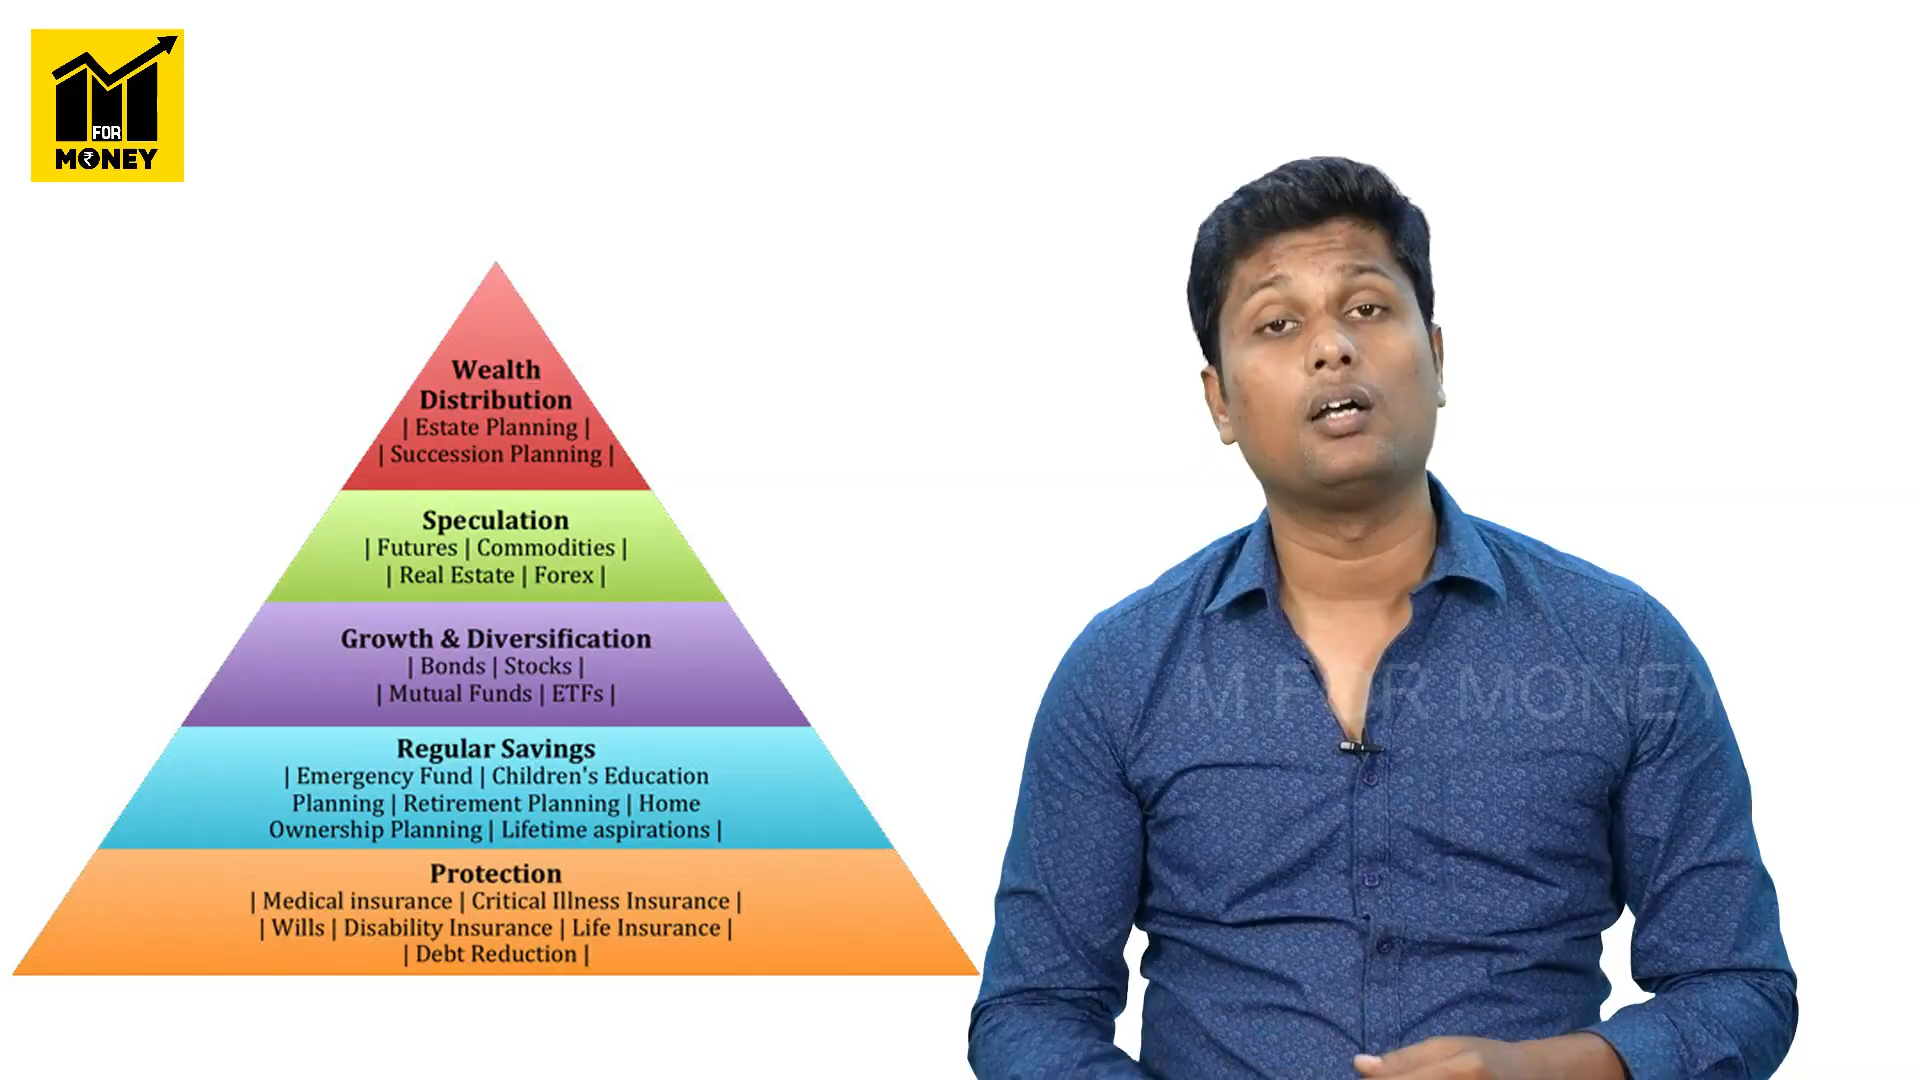 FOR
M₹NEY
Wealth
Distribution
| Estate Planning |
| Succession Planning |
Speculation
| Futures | Commodities |
| Real Estate | Forex |
Growth & Diversification
| Bonds | Stocks |
| Mutual Funds | ETFs |
Regular Savings
| Emergency Fund | Children's Education
Planning | Retirement Planning | Home
Ownership Planning | Lifetime aspirations |
Protection
| Medical insurance | Critical Illness Insurance |
| Wills | Disability Insurance | Life Insurance |
| Debt Reduction |
M FOR MONEY